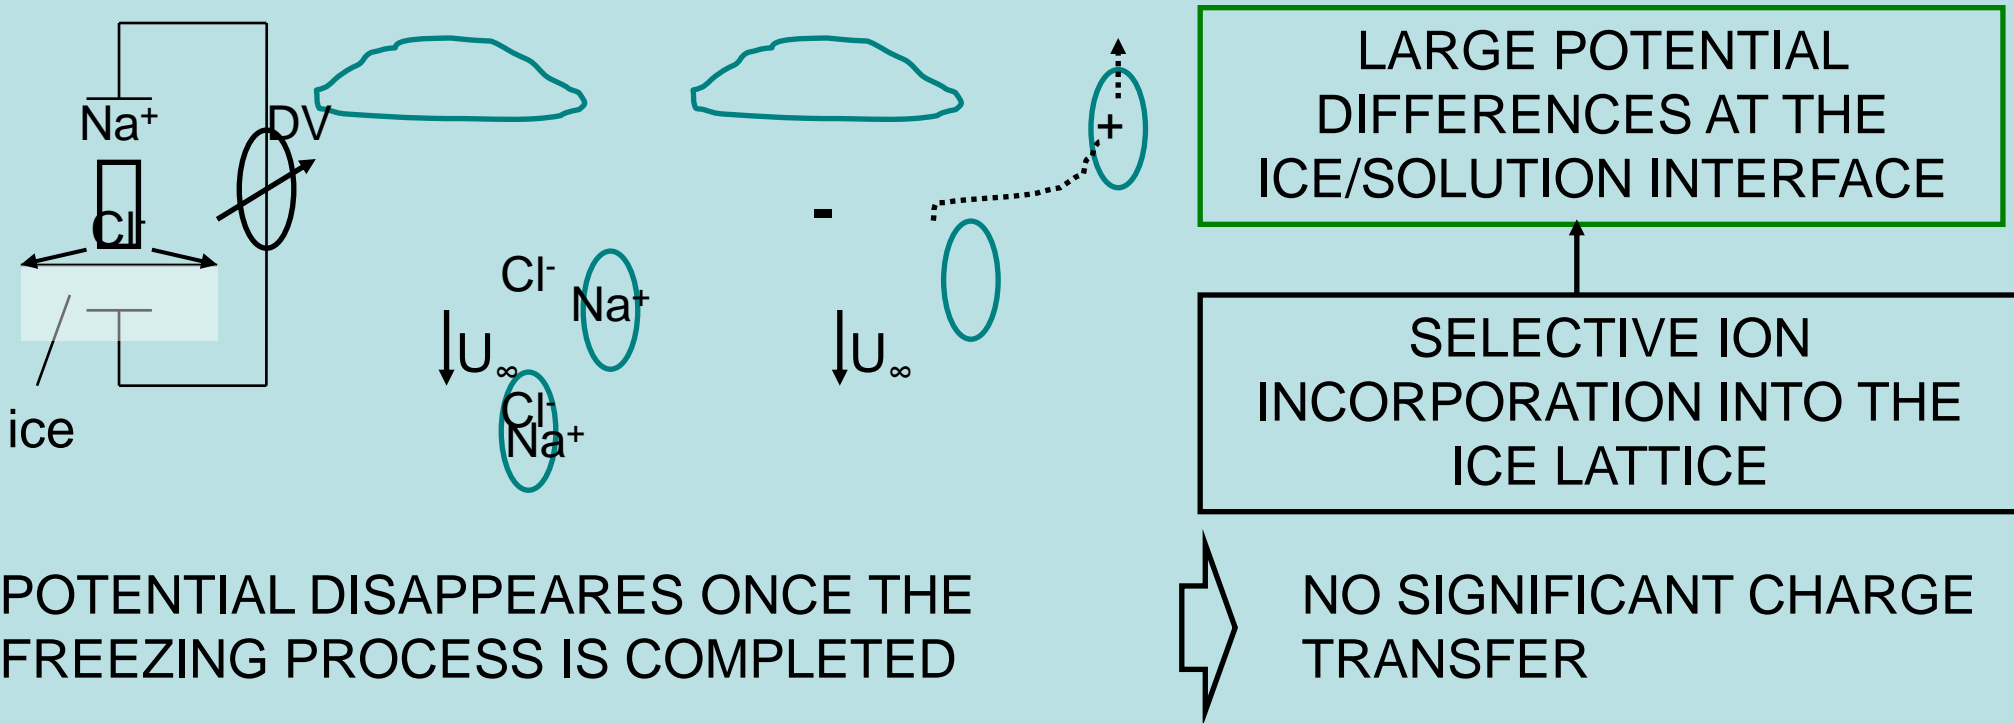 Na⁺
DV
Cl⁻
ice
Cl⁻
Na⁺
U∞
Cl⁻
Na⁺
-
+
U∞
LARGE POTENTIAL
DIFFERENCES AT THE
ICE/SOLUTION INTERFACE
SELECTIVE ION
INCORPORATION INTO THE
ICE LATTICE
POTENTIAL DISAPPEARES ONCE THE
FREEZING PROCESS IS COMPLETED
NO SIGNIFICANT CHARGE
TRANSFER